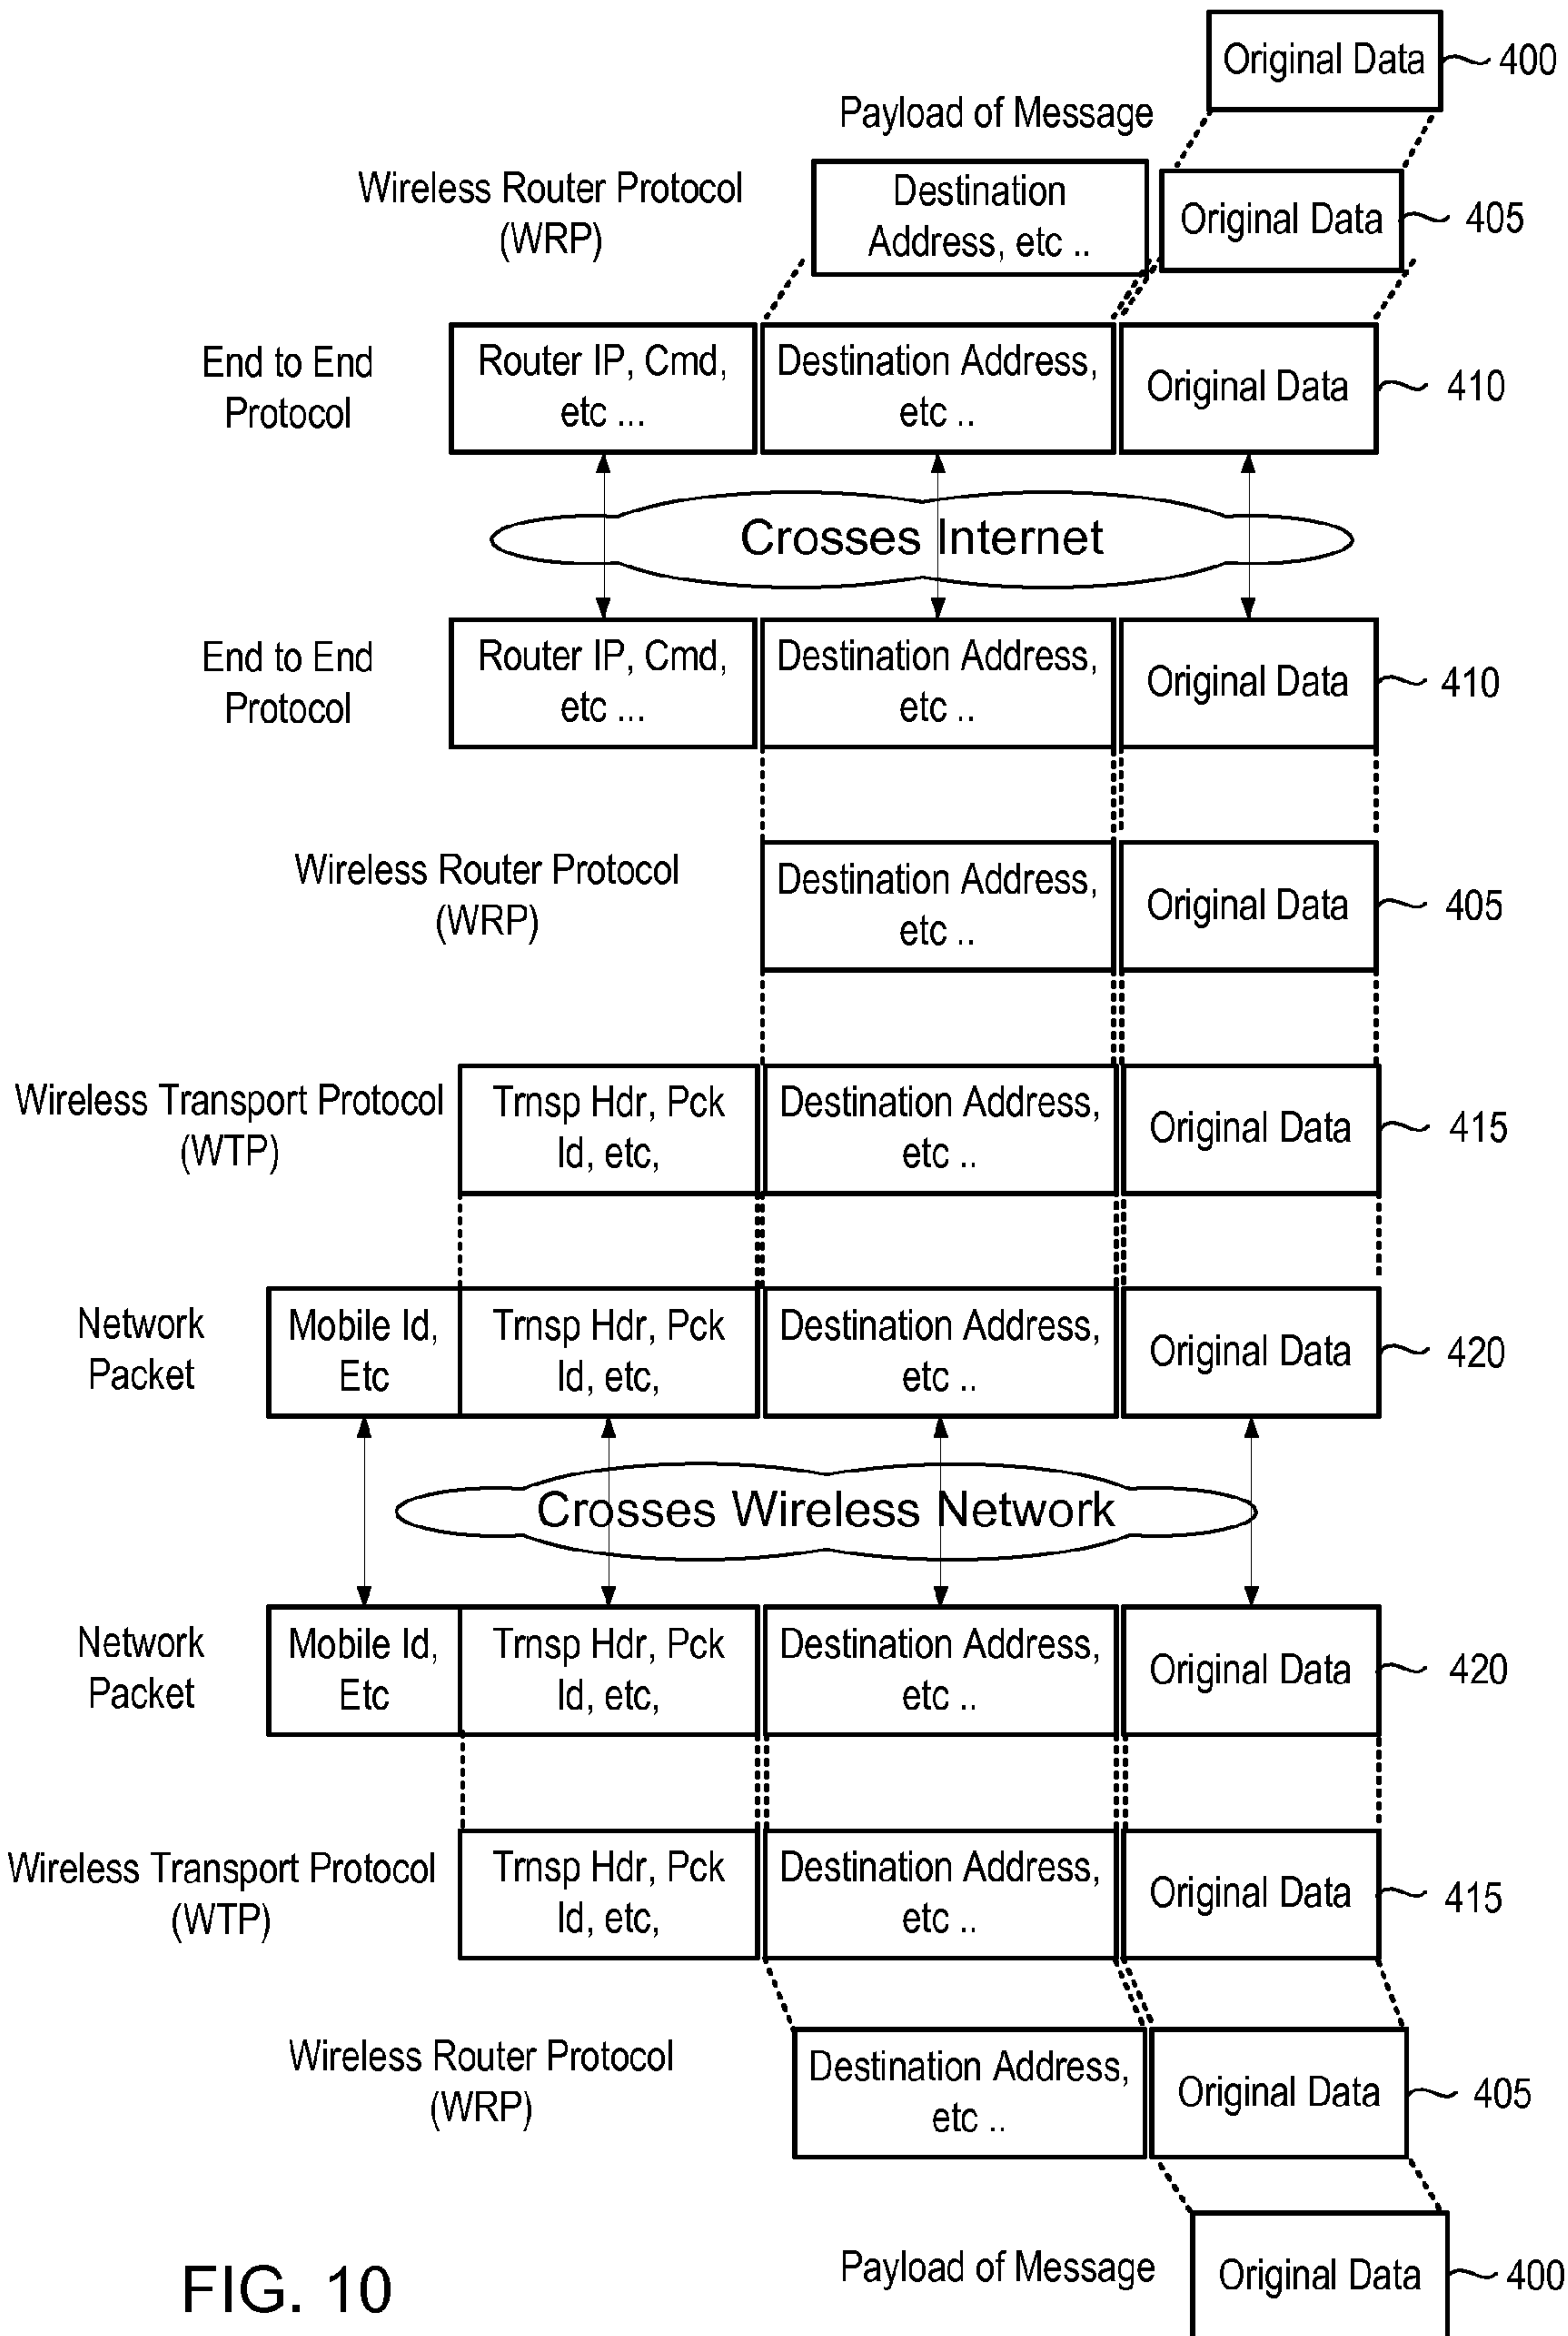 Original Data
400
Payload of Message
Wireless Router Protocol
(WRP)
Destination
Address, etc ..
Original Data
405
End to End
Protocol
Router IP, Cmd,
etc ...
Destination Address,
etc ..
Original Data
410
Crosses Internet
End to End
Protocol
Router IP, Cmd,
etc ...
Destination Address,
etc ..
Original Data
410
Wireless Router Protocol
(WRP)
Destination Address,
etc ..
Original Data
405
Wireless Transport Protocol
(WTP)
Trnsp Hdr, Pck
Id, etc,
Destination Address,
etc ..
Original Data
415
Network
Packet
Mobile Id,
Etc
Trnsp Hdr, Pck
Id, etc,
Destination Address,
etc ..
Original Data
420
Crosses Wireless Network
Network
Packet
Mobile Id,
Etc
Trnsp Hdr, Pck
Id, etc,
Destination Address,
etc ..
Original Data
420
Wireless Transport Protocol
(WTP)
Trnsp Hdr, Pck
Id, etc,
Destination Address,
etc ..
Original Data
415
Wireless Router Protocol
(WRP)
Destination Address,
etc ..
Original Data
405
Payload of Message
Original Data
400
FIG. 10